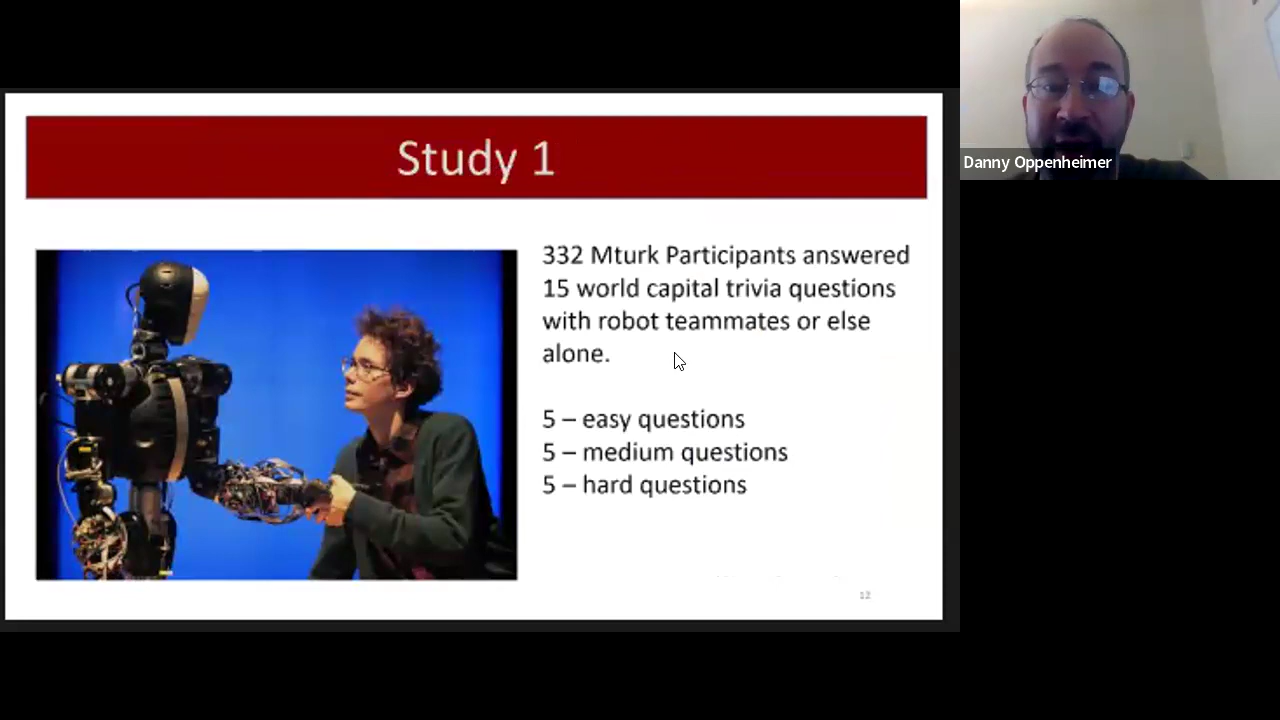 Study 1
332 Mturk Participants answered
15 world capital trivia questions
with robot teammates or else
alone.
5 – easy questions
5 – medium questions
5 – hard questions
12
Danny Oppenheimer